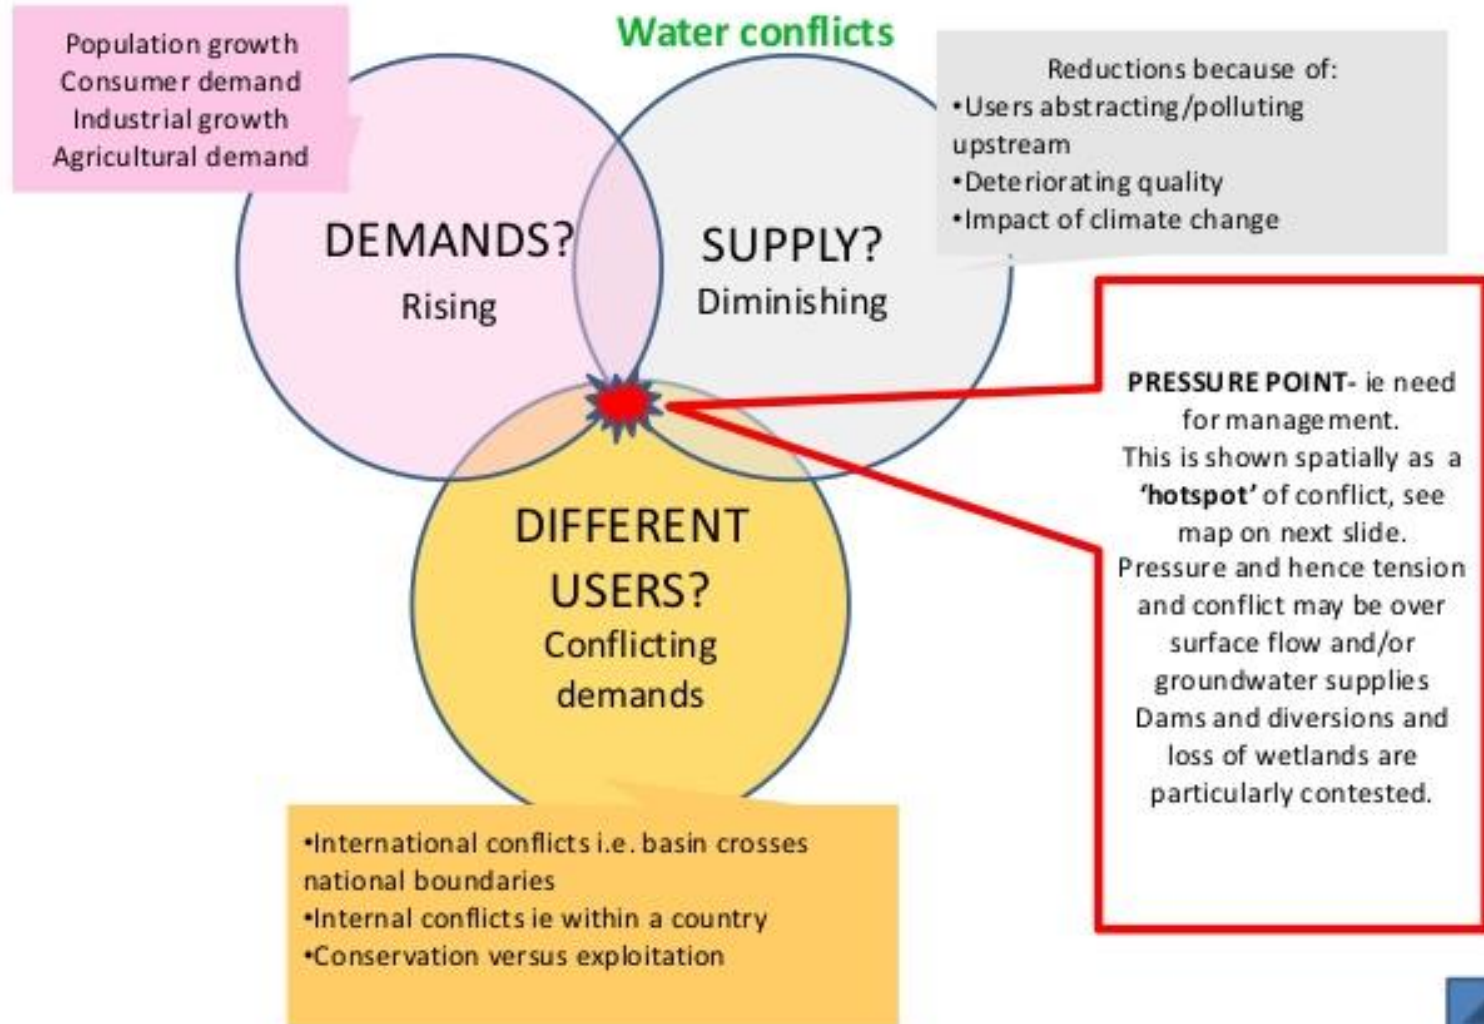 Water conflicts
Population growth
Consumer demand
Industrial growth
Agricultural demand
DEMANDS?
Rising
SUPPLY?
Diminishing
Reductions because of:
•Users abstracting/polluting
upstream
•Deteriorating quality
•Impact of climate change
DIFFERENT
USERS?
Conflicting
demands
PRESSURE POINT- ie need
for management.
This is shown spatially as a
‘hotspot’ of conflict, see
map on next slide.
Pressure and hence tension
and conflict may be over
surface flow and/or
groundwater supplies
Dams and diversions and
loss of wetlands are
particularly contested.
•International conflicts i.e. basin crosses
national boundaries
•Internal conflicts ie within a country
•Conservation versus exploitation